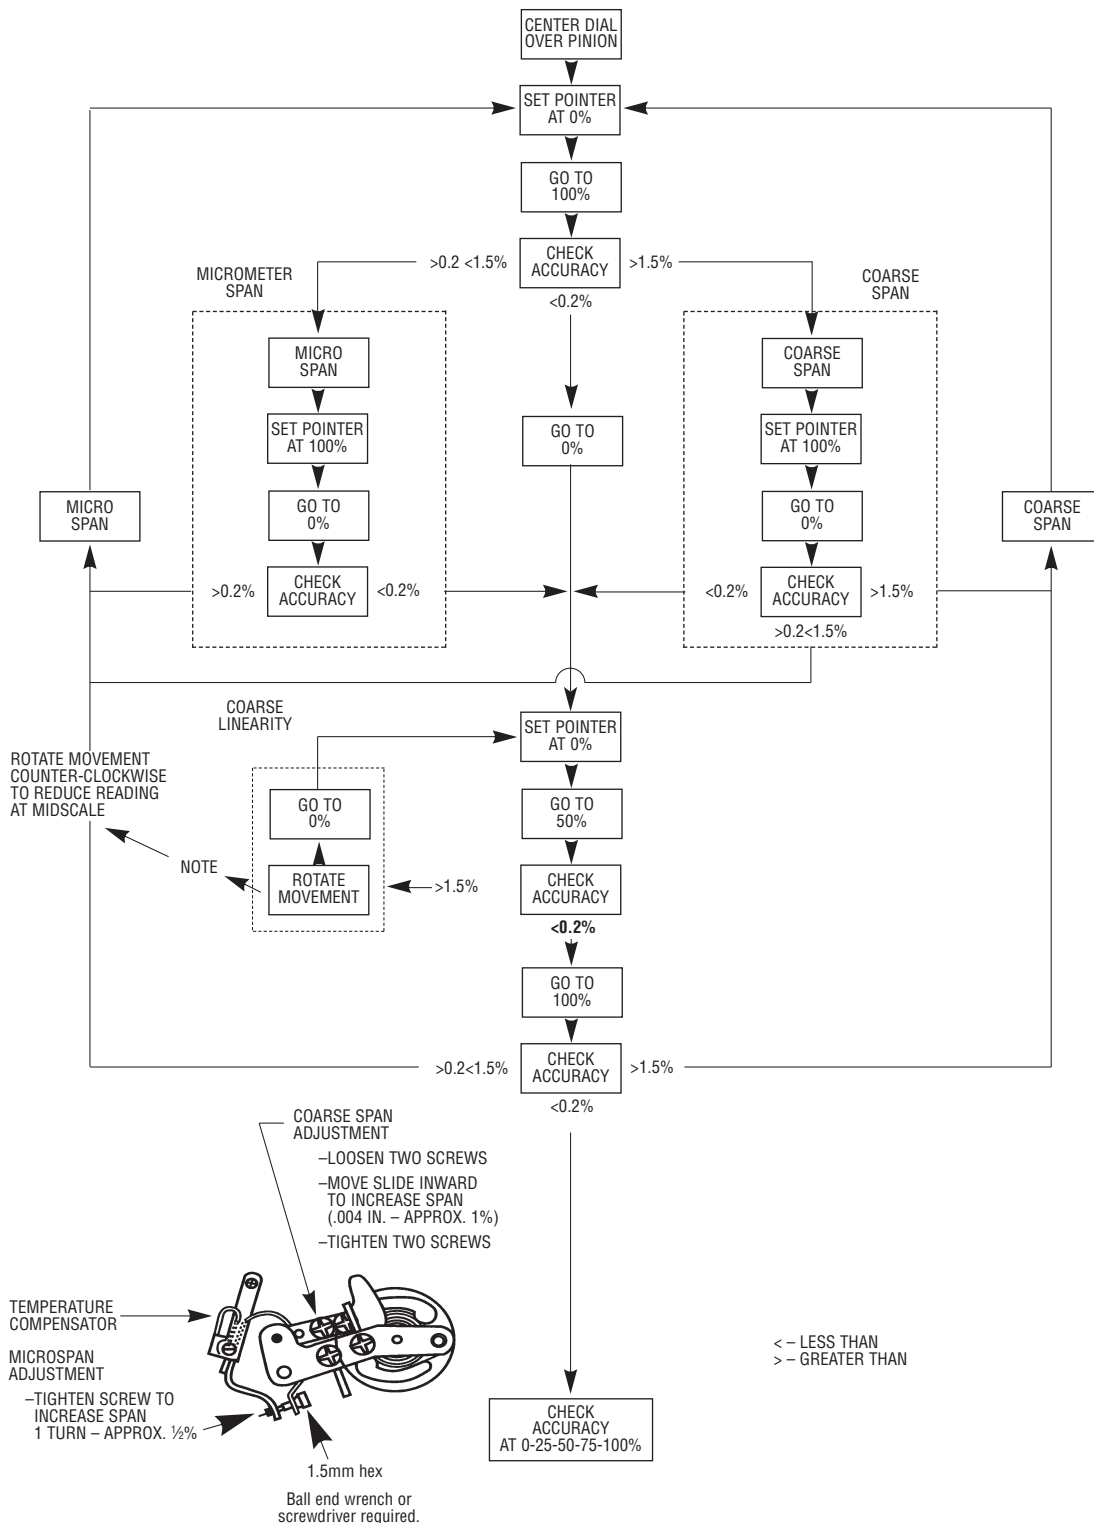 CENTER DIAL
OVER PINION
SET POINTER
AT 0%
GO TO
100%
CHECK
ACCURACY
>0.2 <1.5%
>1.5%
<0.2%
MICROMETER
SPAN
COARSE
SPAN
MICRO
SPAN
SET POINTER
AT 100%
GO TO
0%
CHECK
ACCURACY
>0.2%
<0.2%
GO TO
0%
COARSE
SPAN
SET POINTER
AT 100%
GO TO
0%
CHECK
ACCURACY
<0.2%
>1.5%
>0.2<1.5%
MICRO
SPAN
COARSE
SPAN
COARSE
LINEARITY
SET POINTER
AT 0%
GO TO
50%
CHECK
ACCURACY
<0.2%
GO TO
0%
ROTATE
MOVEMENT
>1.5%
NOTE
ROTATE MOVEMENT
COUNTER-CLOCKWISE
TO REDUCE READING
AT MIDSCALE
GO TO
100%
CHECK
ACCURACY
>0.2<1.5%
>1.5%
<0.2%
COARSE SPAN
ADJUSTMENT
–LOOSEN TWO SCREWS
–MOVE SLIDE INWARD
TO INCREASE SPAN
(.004 IN. – APPROX. 1%)
–TIGHTEN TWO SCREWS
TEMPERATURE
COMPENSATOR
MICROSPAN
ADJUSTMENT
–TIGHTEN SCREW TO
INCREASE SPAN
1 TURN – APPROX. ½%
1.5mm hex
Ball end wrench or
screwdriver required.
< – LESS THAN
> – GREATER THAN
CHECK
ACCURACY
AT 0-25-50-75-100%